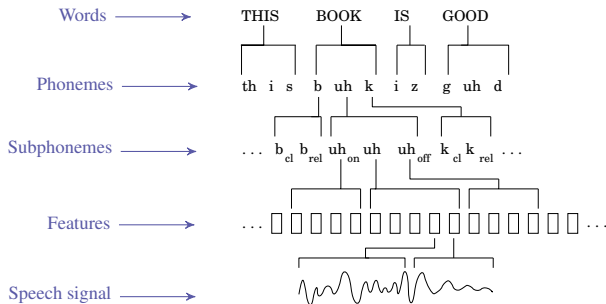 Words THIS BOOK IS GOOD
Phonemes th i s b uh k i z g uh d
Subphonemes ... b_cl b_rel uh_on uh uh_off k_cl k_rel ...
Features ... ...
Speech signal